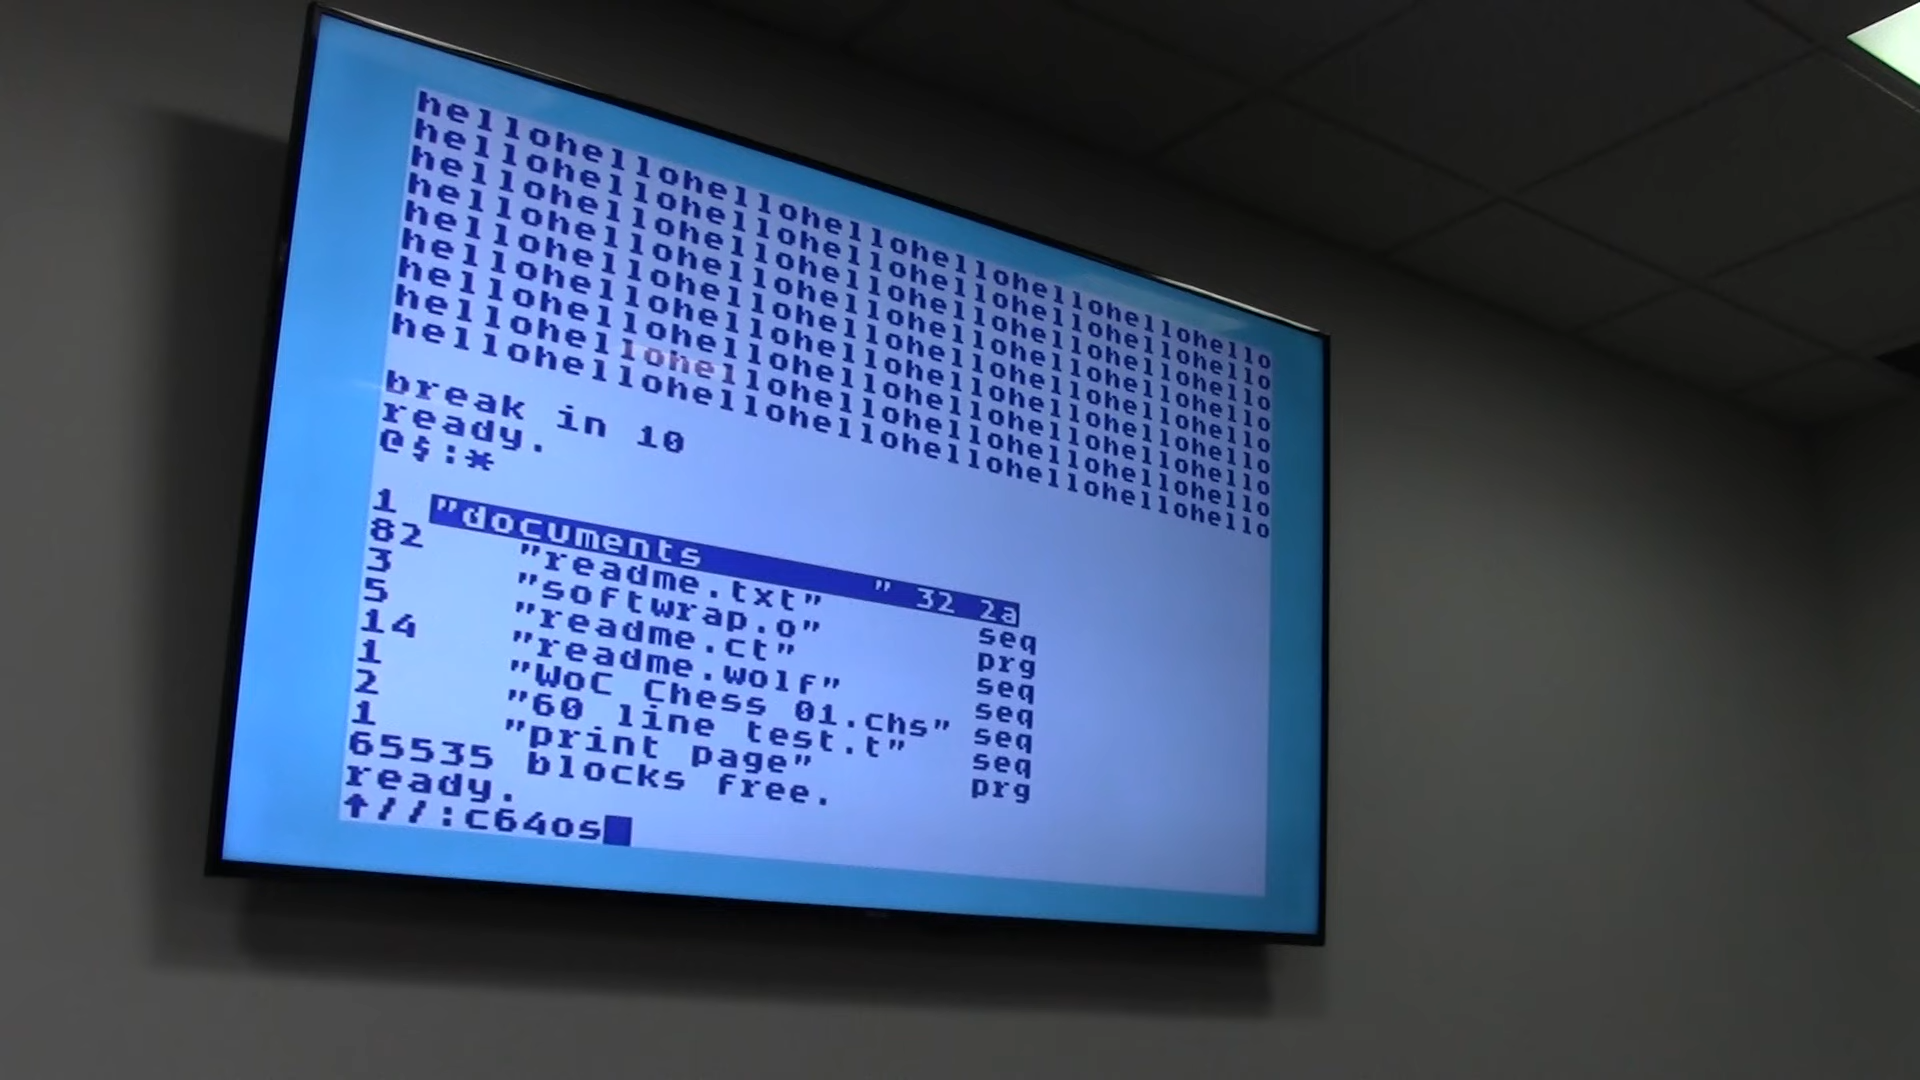 hellohellohellohellohellohellohellohello
hellohellohellohellohellohellohellohello
hellohellohellohellohellohellohellohello
hellohellohellohellohellohellohellohello
hellohellohellohellohellohellohellohello
hellohellohellohellohellohellohellohello
hellohellohellohellohellohellohellohello
hellohellohellohellohellohellohellohello
hellohellohellohellohellohellohellohello
break in 10
ready.
@$:*
1 "documents " 32 2a
82 "readme.txt" seq
3 "softwrap.o" prg
5 "readme.ct" seq
14 "readme.wolf" seq
1 "WoC Chess 01.chs" seq
2 "60 line test.t" seq
1 "print page" prg
65535 blocks free.
ready.
↑//:c64os